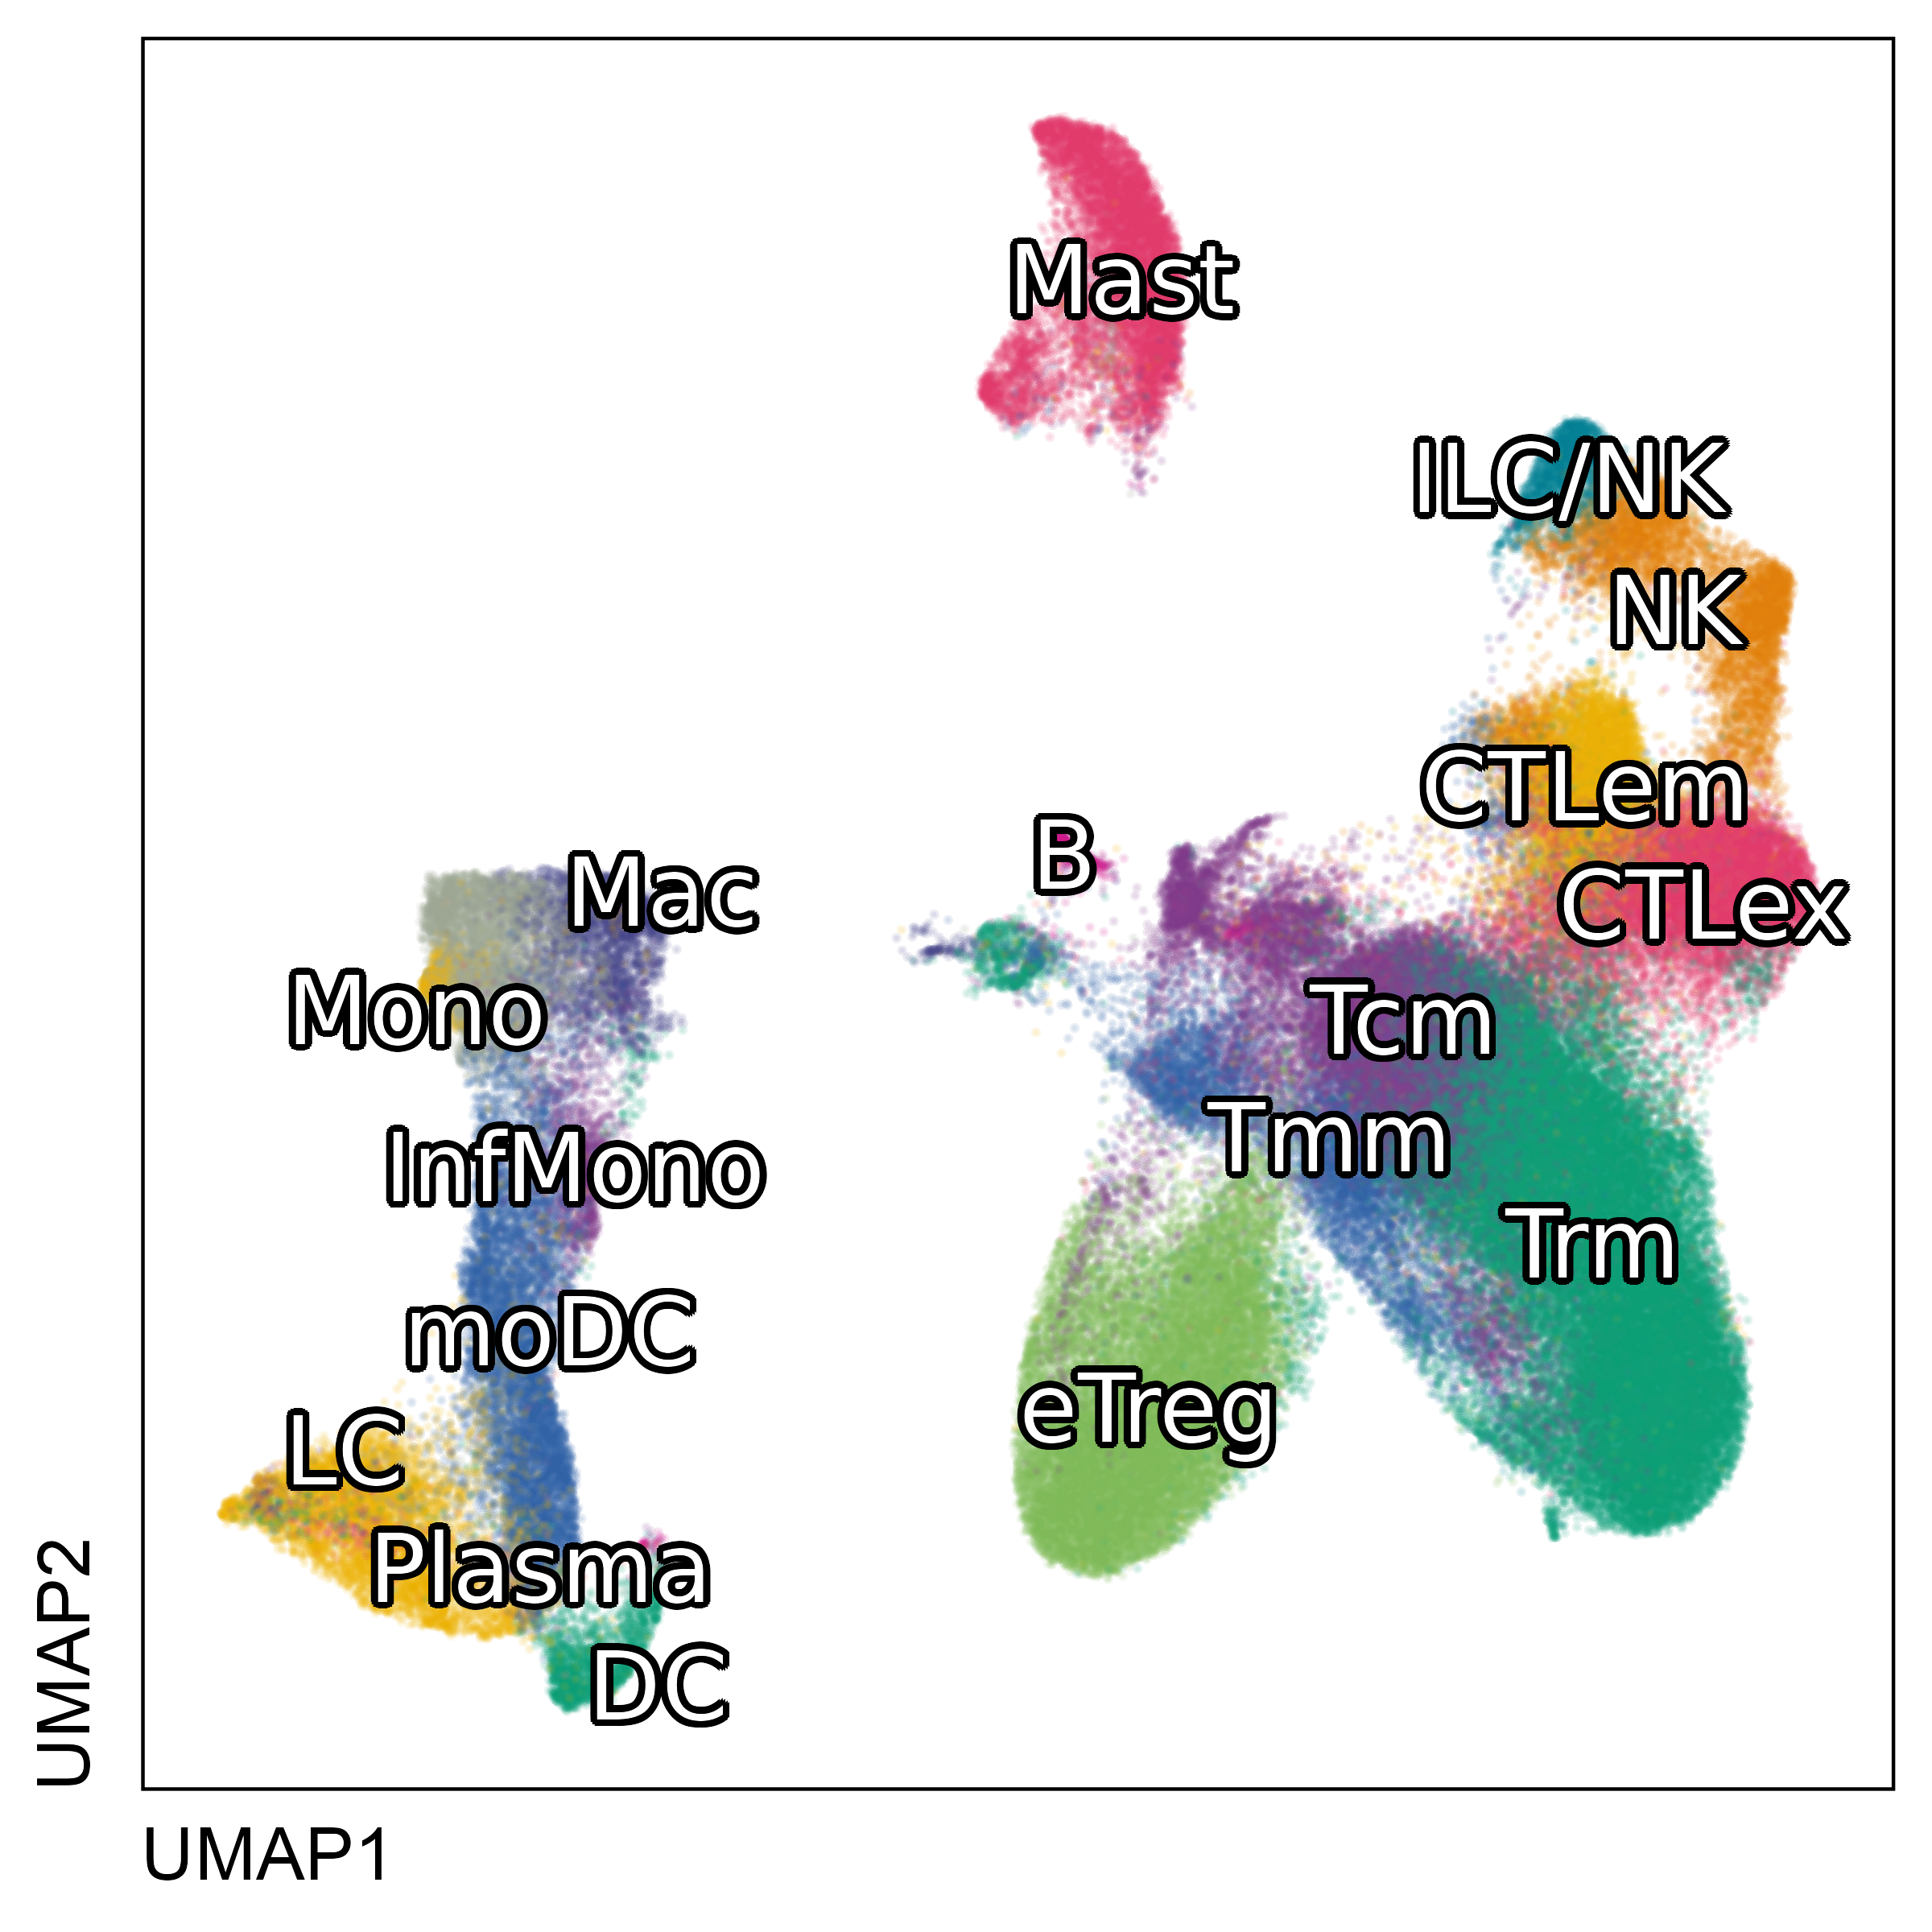 Mast
ILC/NK
NK
CTLem
B
Mac
CTLex
Mono
Tcm
Tmm
InfMono
Trm
moDC
eTreg
LC
Plasma
DC
UMAP2
UMAP1